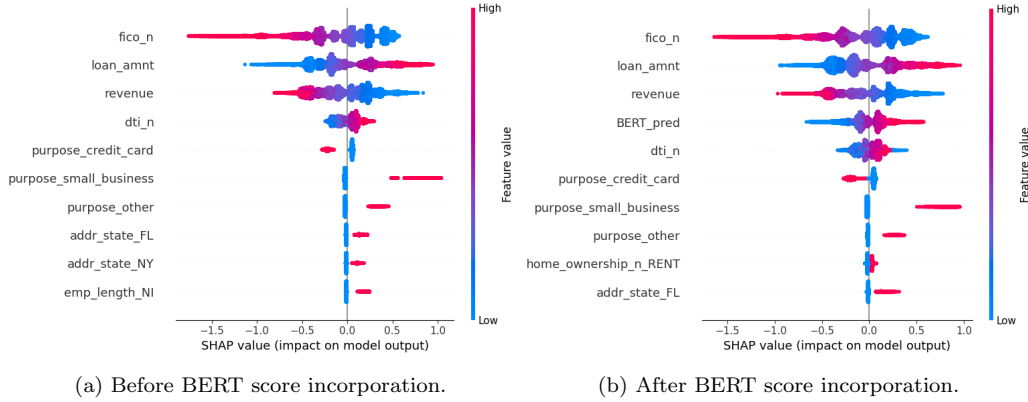 fico_n
loan_amnt
revenue
dti_n
purpose_credit_card
purpose_small_business
purpose_other
addr_state_FL
addr_state_NY
emp_length_NI
−1.5 −1.0 −0.5 0.0 0.5 1.0
SHAP value (impact on model output)
High
Feature value
Low
(a) Before BERT score incorporation.
fico_n
loan_amnt
revenue
BERT_pred
dti_n
purpose_credit_card
purpose_small_business
purpose_other
home_ownership_n_RENT
addr_state_FL
−1.5 −1.0 −0.5 0.0 0.5 1.0
SHAP value (impact on model output)
High
Feature value
Low
(b) After BERT score incorporation.